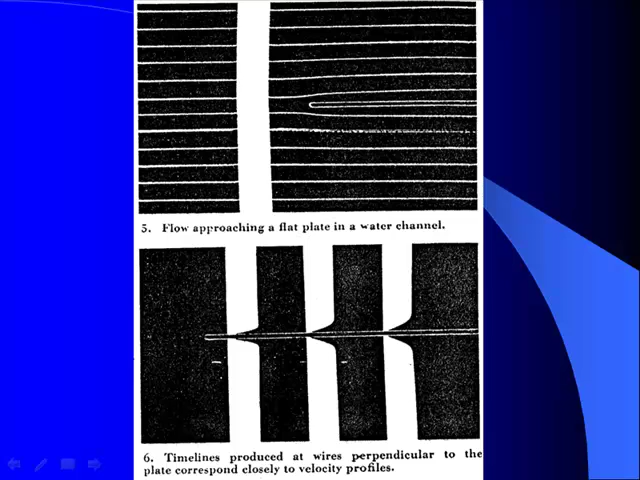 5. Flow approaching a flat plate in a water channel.
6. Timelines produced at wires perpendicular to the
plate correspond closely to velocity profiles.